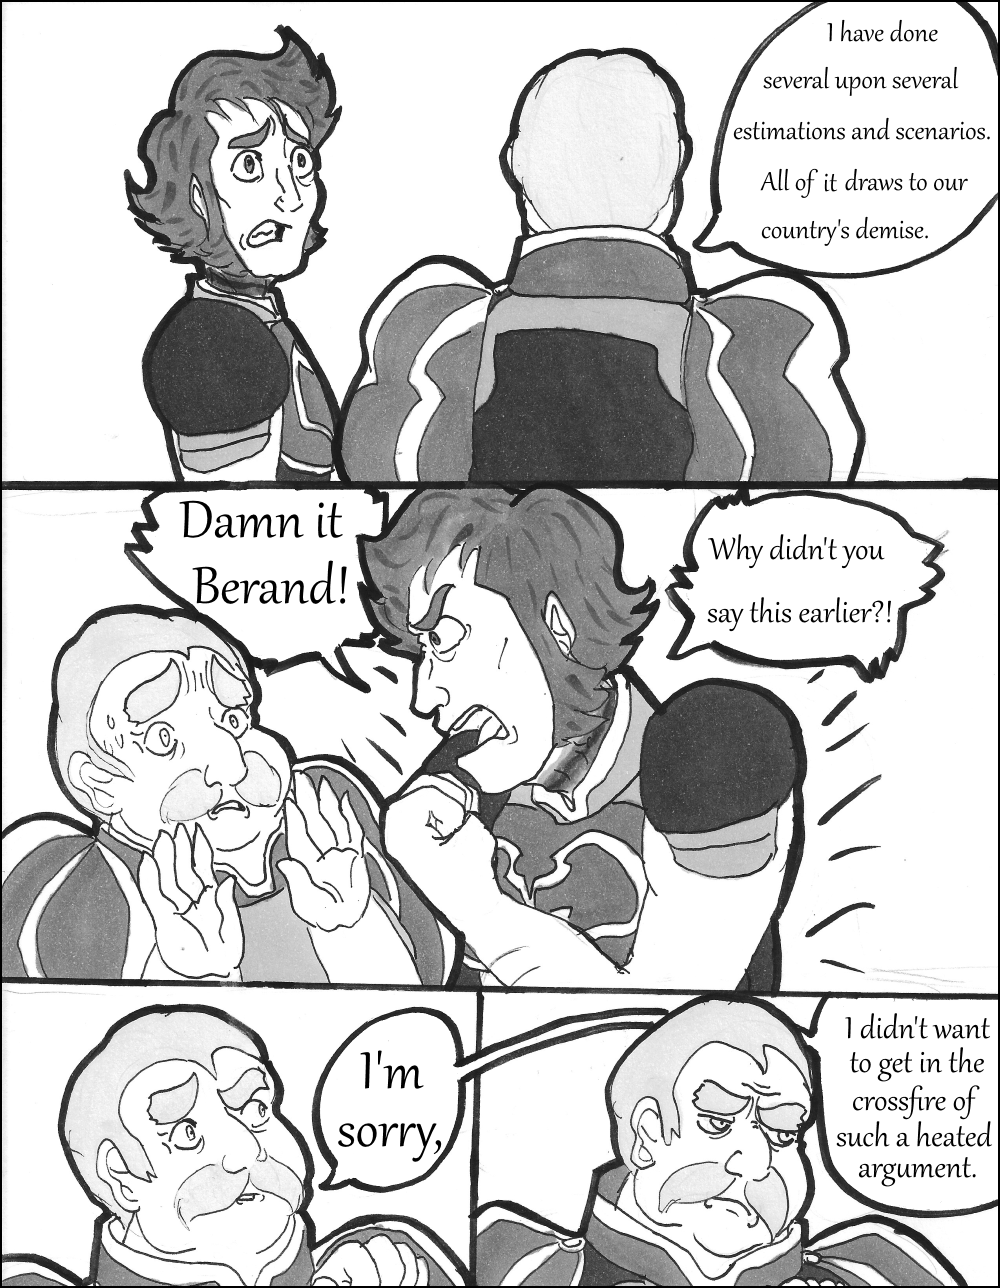 I have done
several upon several
estimations and scenarios.
All of it draws to our
country's demise.
Damn it
Berand!
Why didn't you
say this earlier?!
I'm
sorry,
I didn't want
to get in the
crossfire of
such a heated
argument.